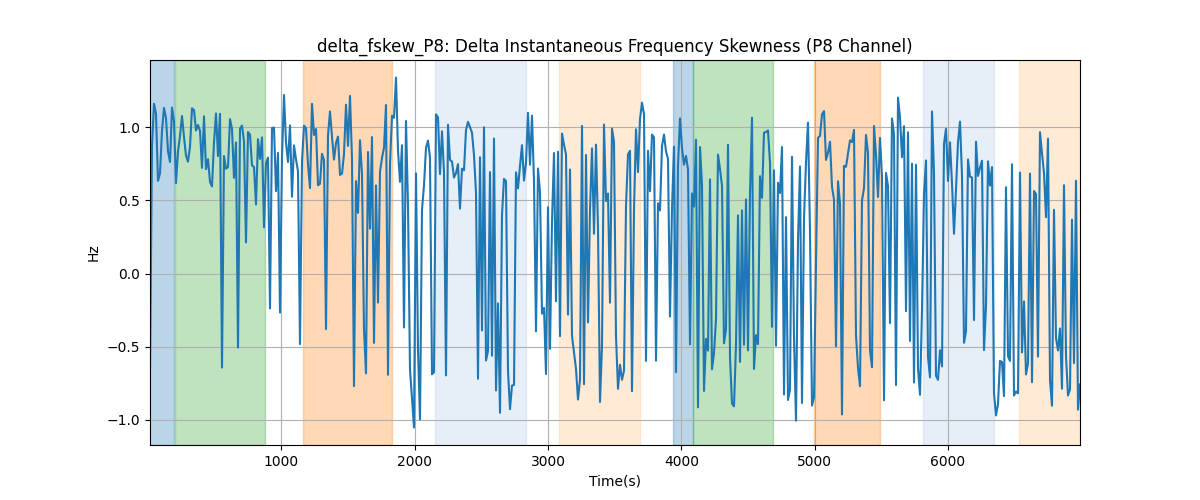 delta_fskew_P8: Delta Instantaneous Frequency Skewness (P8 Channel)
1.0
0.5
0.0
−0.5
−1.0
Hz
1000 2000 3000 4000 5000 6000
Time(s)